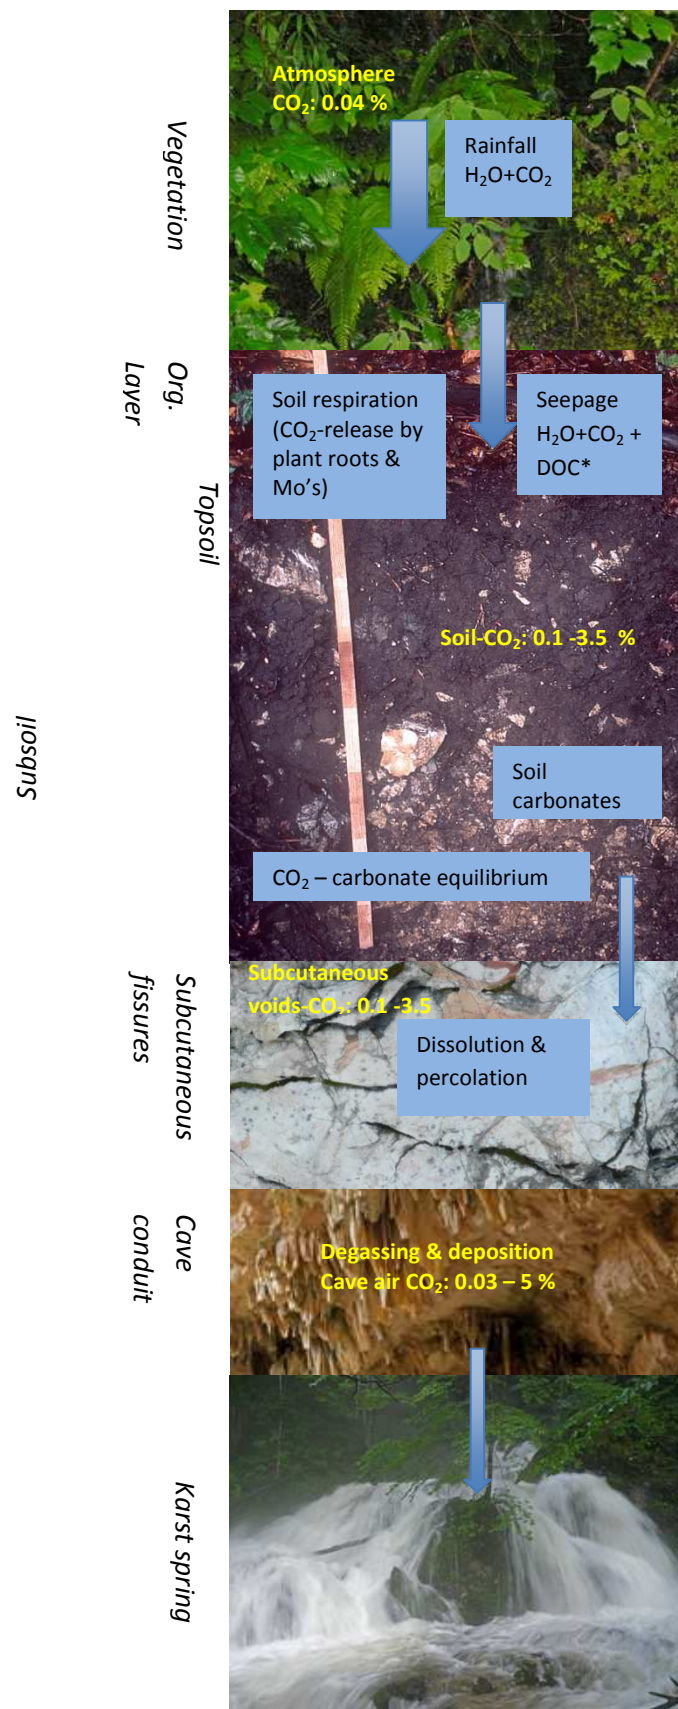 Vegetation
Atmosphere
CO₂: 0.04 %
Rainfall
H₂O+CO₂
Org.
Layer
Soil respiration
(CO₂-release by
plant roots &
Mo's)
Seepage
H₂O+CO₂ +
DOC*
Topsoil
Soil-CO₂: 0.1 -3.5 %
Subsoil
Soil
carbonates
CO₂ – carbonate equilibrium
Subcutaneous
fissures
Subcutaneous
voids-CO₂: 0.1 -3.5
Dissolution &
percolation
Cave
conduit
Degassing & deposition
Cave air CO₂: 0.03 – 5 %
Karst spring